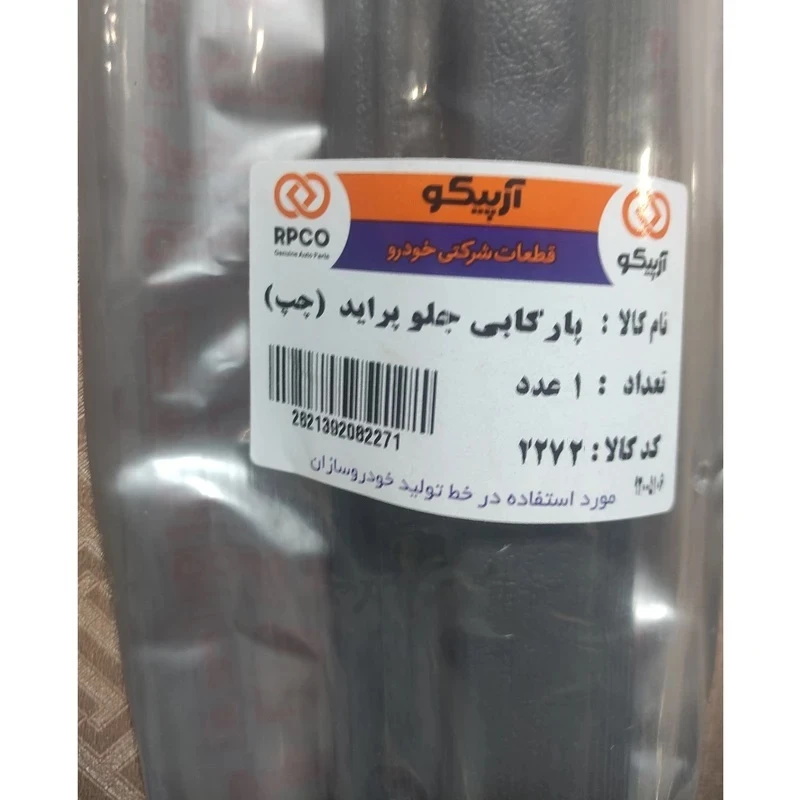 آرپیکو
RPCO
Genuine Auto Parts
قطعات شرکتی خودرو
آرپیکو
نام کالا : پارکابی جلو پراید (چپ)
تعداد : ۱ عدد
2821392082271
کد کالا : ۲۲۷۲
مورد استفاده در خط تولید خودروسازان